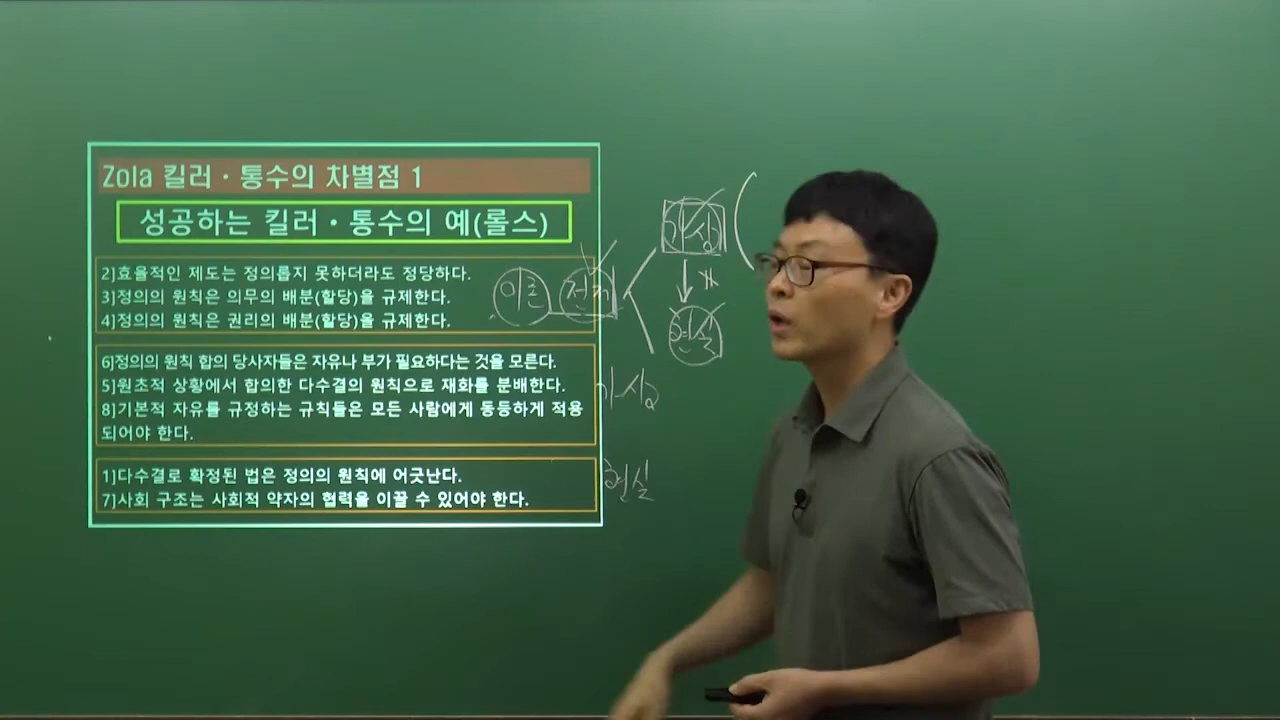 Zola 킬러·통수의 차별점 1
성공하는 킬러·통수의 예(롤스)
2]효율적인 제도는 정의롭지 못하더라도 정당하다.
3]정의의 원칙은 의무의 배분(할당)을 규제한다.
4]정의의 원칙은 권리의 배분(할당)을 규제한다.
6]정의의 원칙 합의 당사자들은 자유나 부가 필요하다는 것을 모른다.
5]원초적 상황에서 합의한 다수결의 원칙으로 재화를 분배한다.
8]기본적 자유를 규정하는 규칙들은 모든 사람에게 동등하게 적용
되어야 한다.
1]다수결로 확정된 법은 정의의 원칙에 어긋난다.
7]사회 구조는 사회적 약자의 협력을 이끌 수 있어야 한다.
이론
가상
현실
가상
현실